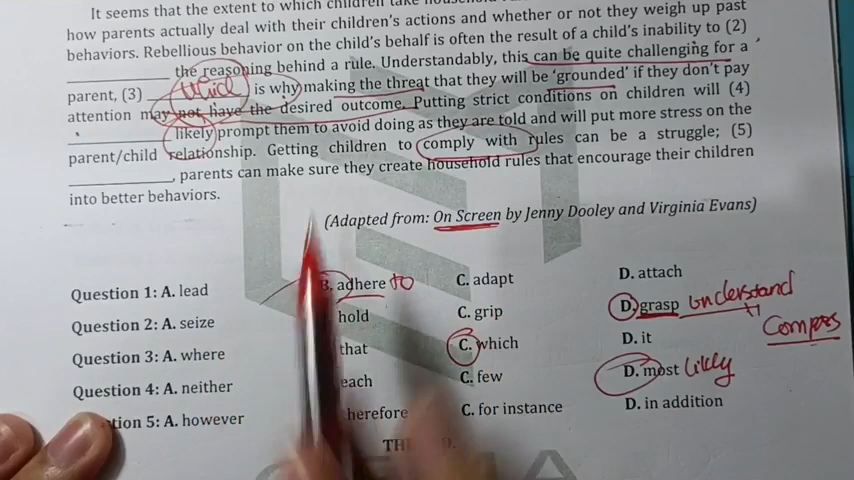 It seems that the extent to which children take household
how parents actually deal with their children's actions and whether or not they weigh up past
behaviors. Rebellious behavior on the child's behalf is often the result of a child's inability to (2)
the reasoning behind a rule. Understandably, this can be quite challenging for a
parent, (3) which is why making the threat that they will be 'grounded' if they don't pay
attention may not have the desired outcome. Putting strict conditions on children will (4)
likely prompt them to avoid doing as they are told and will put more stress on the
parent/child relationship. Getting children to comply with rules can be a struggle; (5)
, parents can make sure they create household rules that encourage their children
into better behaviors.
(Adapted from: On Screen by Jenny Dooley and Virginia Evans)
Question 1: A. lead B. adhere to C. adapt D. attach
Question 2: A. seize hold C. grip D. grasp understand
Question 3: A. where that C. which D. it
Question 4: A. neither each C. few D. most likely
tion 5: A. however herefore C. for instance D. in addition